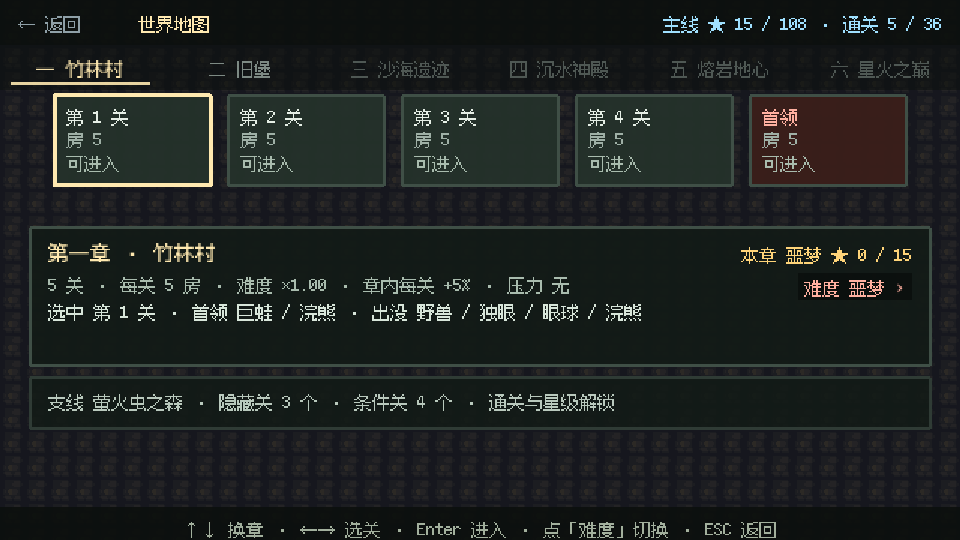 ← 返回 世界地图 主线 ★ 15 / 108 · 通关 5 / 36
一 竹林村 二 旧堡 三 沙海遗迹 四 沉水神殿 五 熔岩地心 六 星火之巅
第 1 关 第 2 关 第 3 关 第 4 关 首领
房 5 房 5 房 5 房 5 房 5
可进入 可进入 可进入 可进入 可进入
第一章 · 竹林村 本章 噩梦 ★ 0 / 15
5 关 · 每关 5 房 · 难度 ×1.00 · 章内每关 +5% · 压力 无 难度 噩梦 ›
选中 第 1 关 · 首领 巨蛙 / 浣熊 · 出没 野兽 / 独眼 / 眼球 / 浣熊
支线 萤火虫之森 · 隐藏关 3 个 · 条件关 4 个 · 通关与星级解锁
↑↓ 换章 · ←→ 选关 · Enter 进入 · 点「难度」切换 · ESC 返回